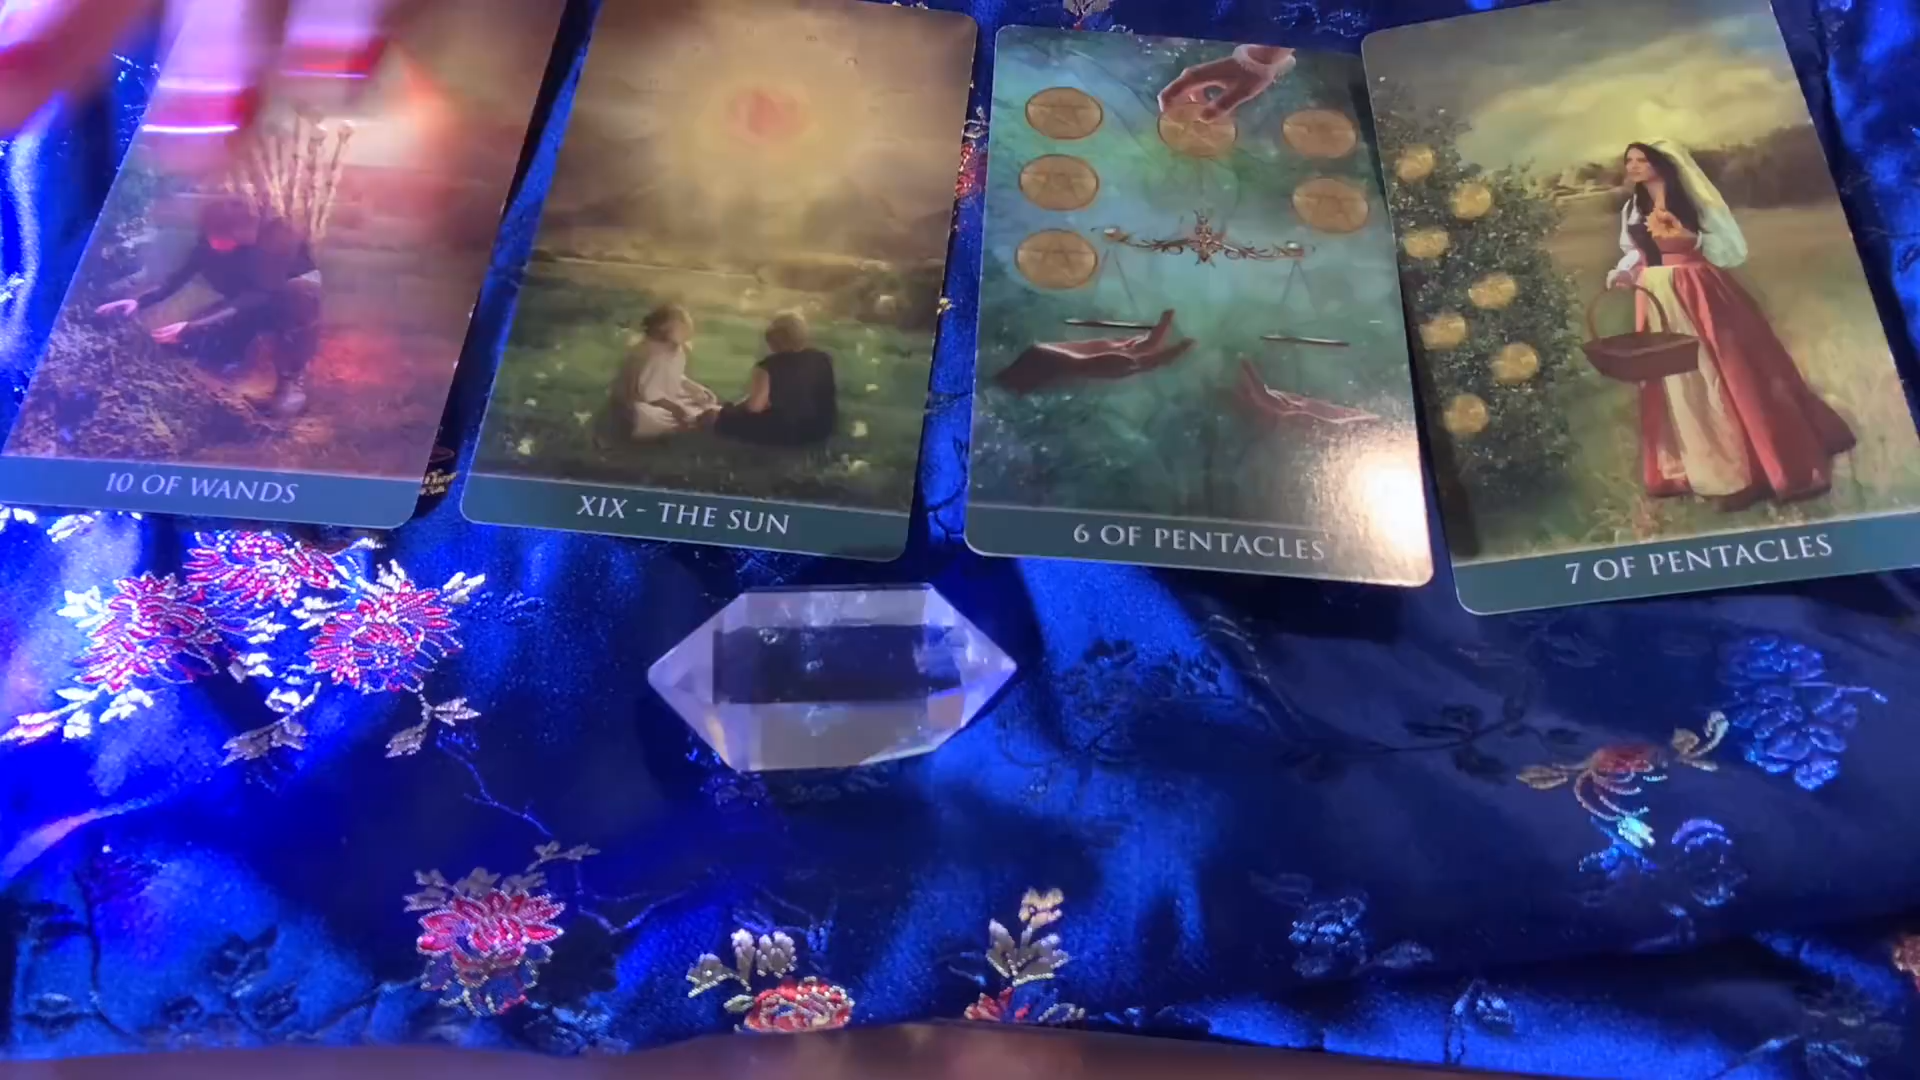 10 OF WANDS
XIX - THE SUN
6 OF PENTACLES
7 OF PENTACLES